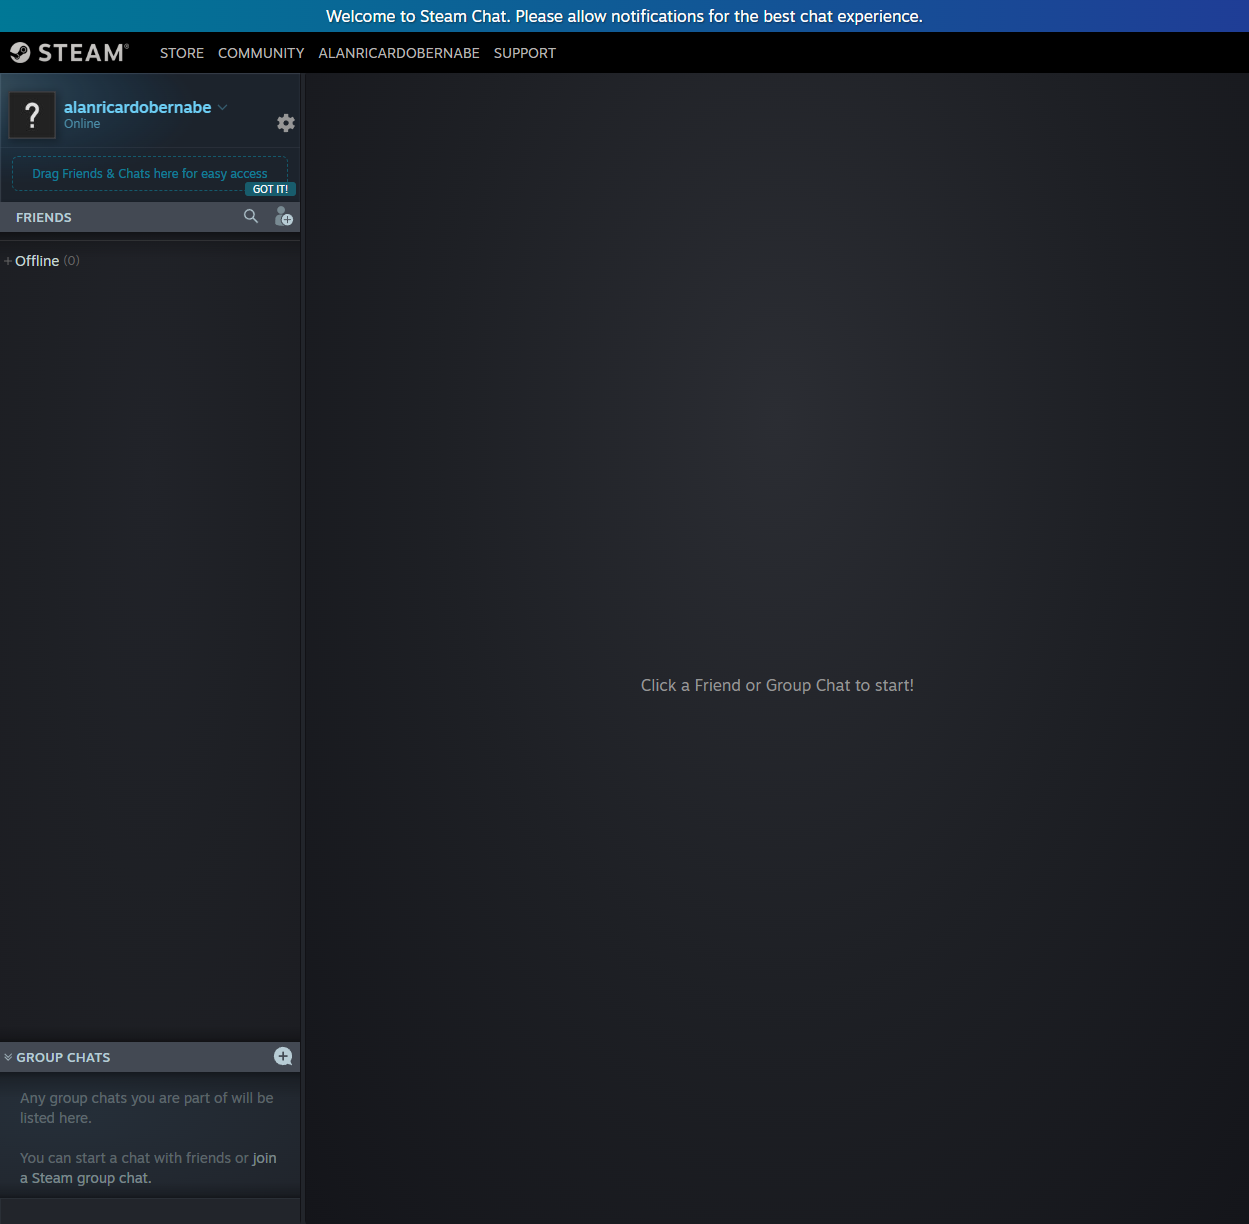 Welcome to Steam Chat. Please allow notifications for the best chat experience.
STEAM®
STORE COMMUNITY ALANRICARDOBERNABE SUPPORT
?
alanricardobernabe
Online
Drag Friends & Chats here for easy access
GOT IT!
FRIENDS
+ Offline (0)
Click a Friend or Group Chat to start!
GROUP CHATS
Any group chats you are part of will be
listed here.
You can start a chat with friends or join
a Steam group chat.